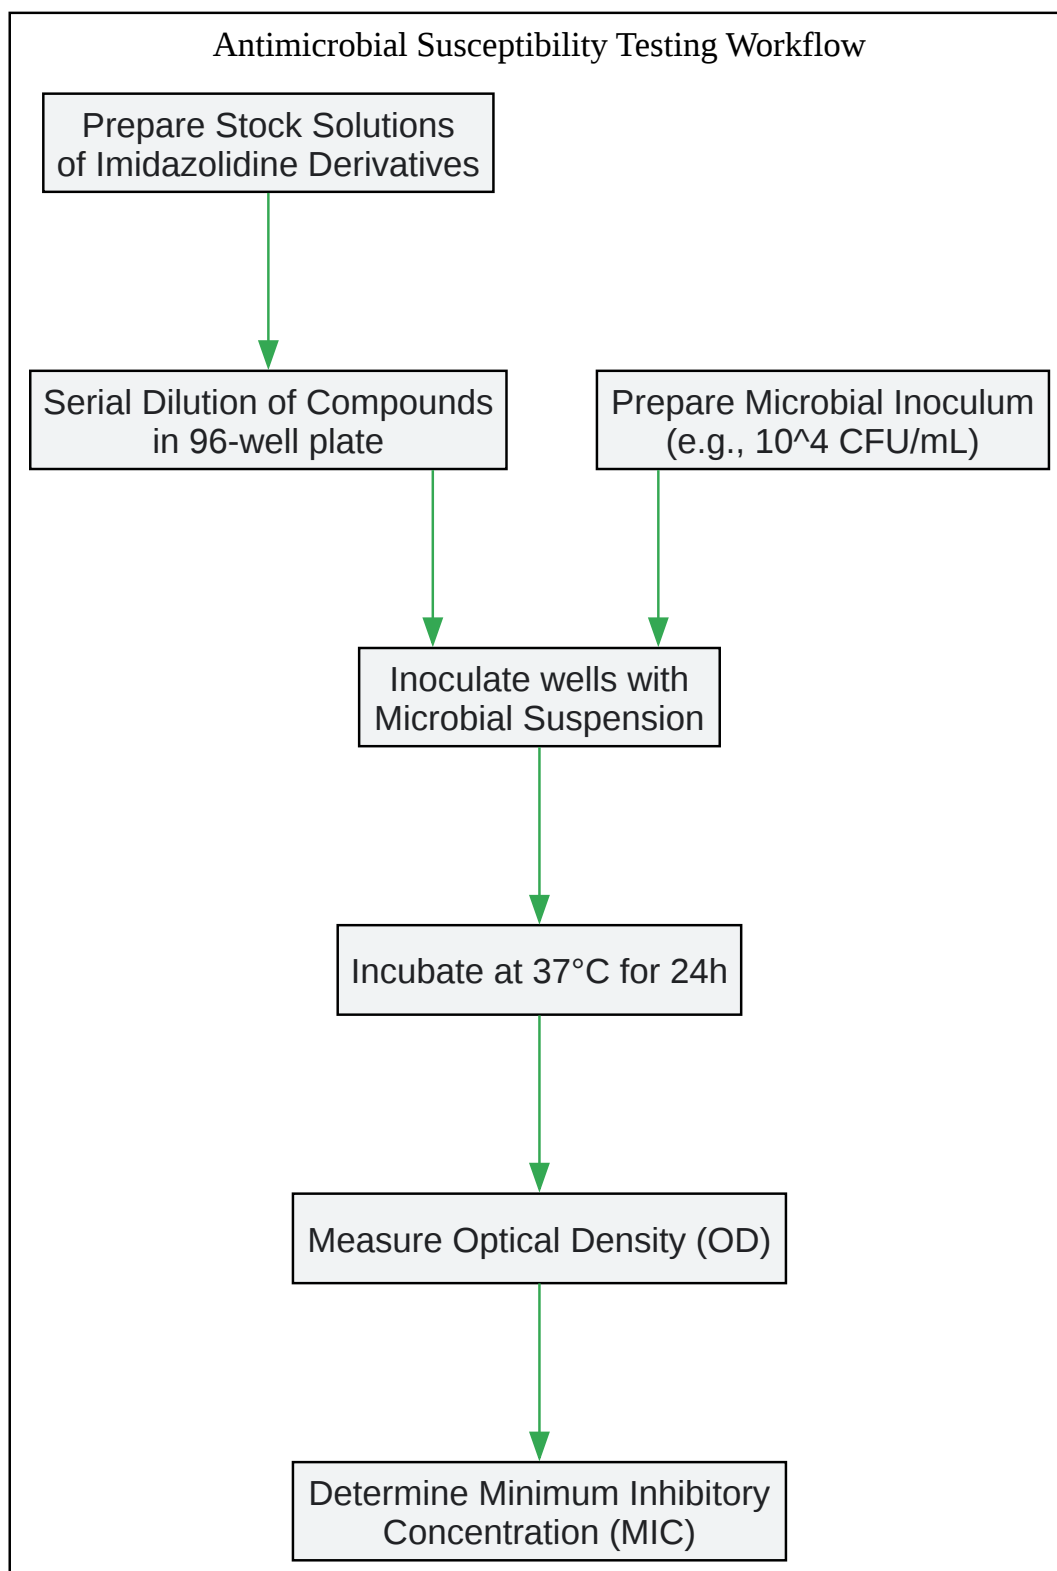 Antimicrobial Susceptibility Testing Workflow
Prepare Stock Solutions
of Imidazolidine Derivatives
Serial Dilution of Compounds
in 96-well plate
Prepare Microbial Inoculum
(e.g., 10^4 CFU/mL)
Inoculate wells with
Microbial Suspension
Incubate at 37°C for 24h
Measure Optical Density (OD)
Determine Minimum Inhibitory
Concentration (MIC)